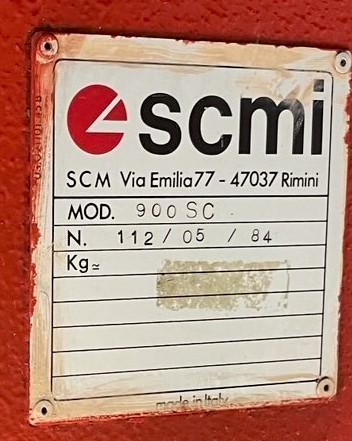 scmi
SCM Via Emilia 77 - 47037 Rimini
MOD. 900 SC
N. 112 / 05 / 84
Kg ≃
made in Italy